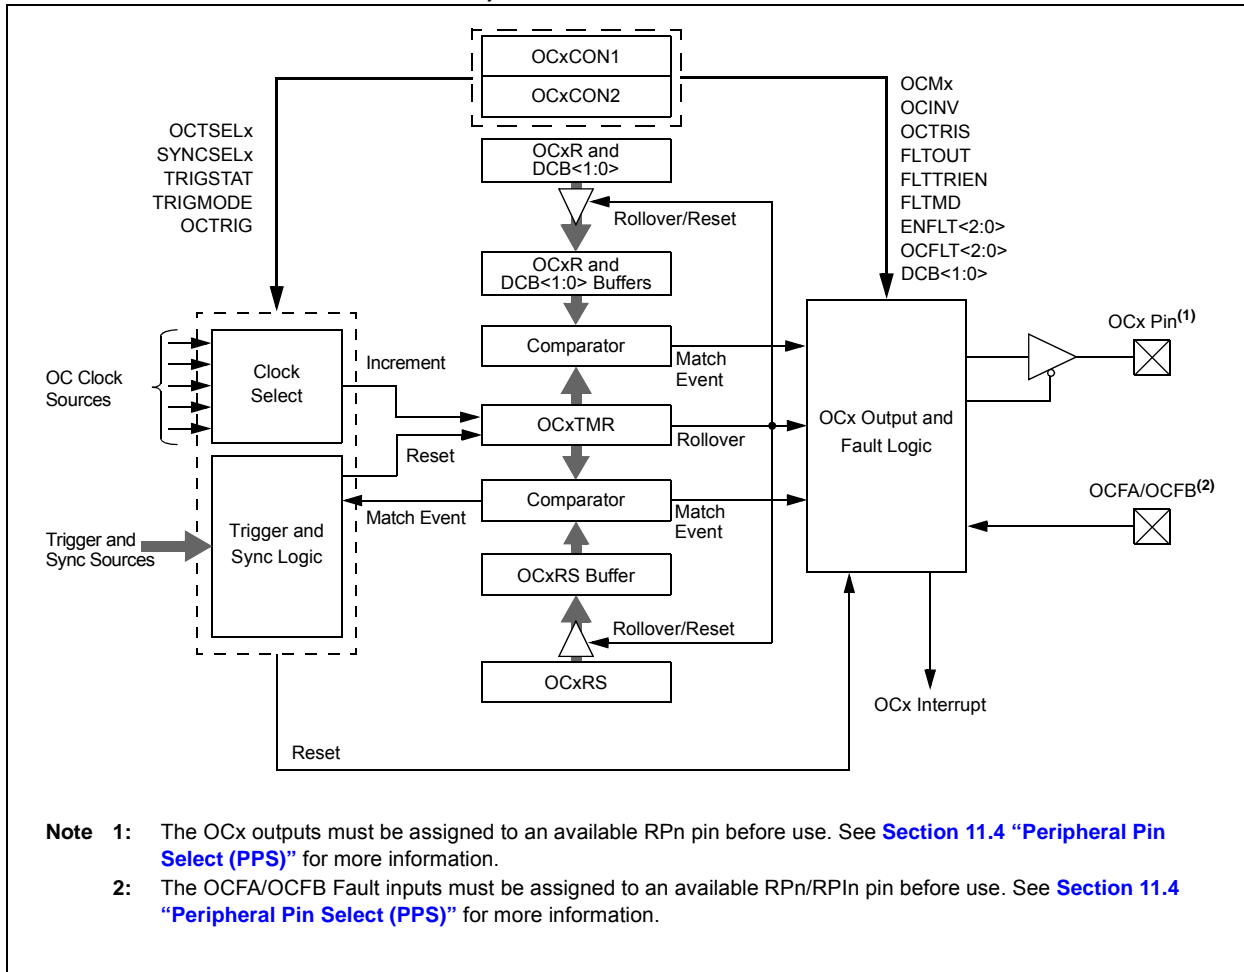 OCxCON1
OCxCON2
OCTSELx
SYNCSELx
TRIGSTAT
TRIGMODE
OCTRIG
OCMx
OCINV
OCTRIS
FLTOUT
FLTTRIEN
FLTMD
ENFLT<2:0>
OCFLT<2:0>
DCB<1:0>
OCxR and
DCB<1:0>
Rollover/Reset
OCxR and
DCB<1:0> Buffers
Comparator
Match
Event
OC Clock
Sources
Clock
Select
Increment
OCxTMR
Rollover
Reset
Comparator
Match Event
Match
Event
Trigger and
Sync Sources
Trigger and
Sync Logic
OCxRS Buffer
Rollover/Reset
OCxRS
Reset
OCx Output and
Fault Logic
OCx Pin(1)
OCFA/OCFB(2)
OCx Interrupt
Note 1: The OCx outputs must be assigned to an available RPn pin before use. See Section 11.4 “Peripheral Pin
Select (PPS)” for more information.
2: The OCFA/OCFB Fault inputs must be assigned to an available RPn/RPIn pin before use. See Section 11.4
“Peripheral Pin Select (PPS)” for more information.